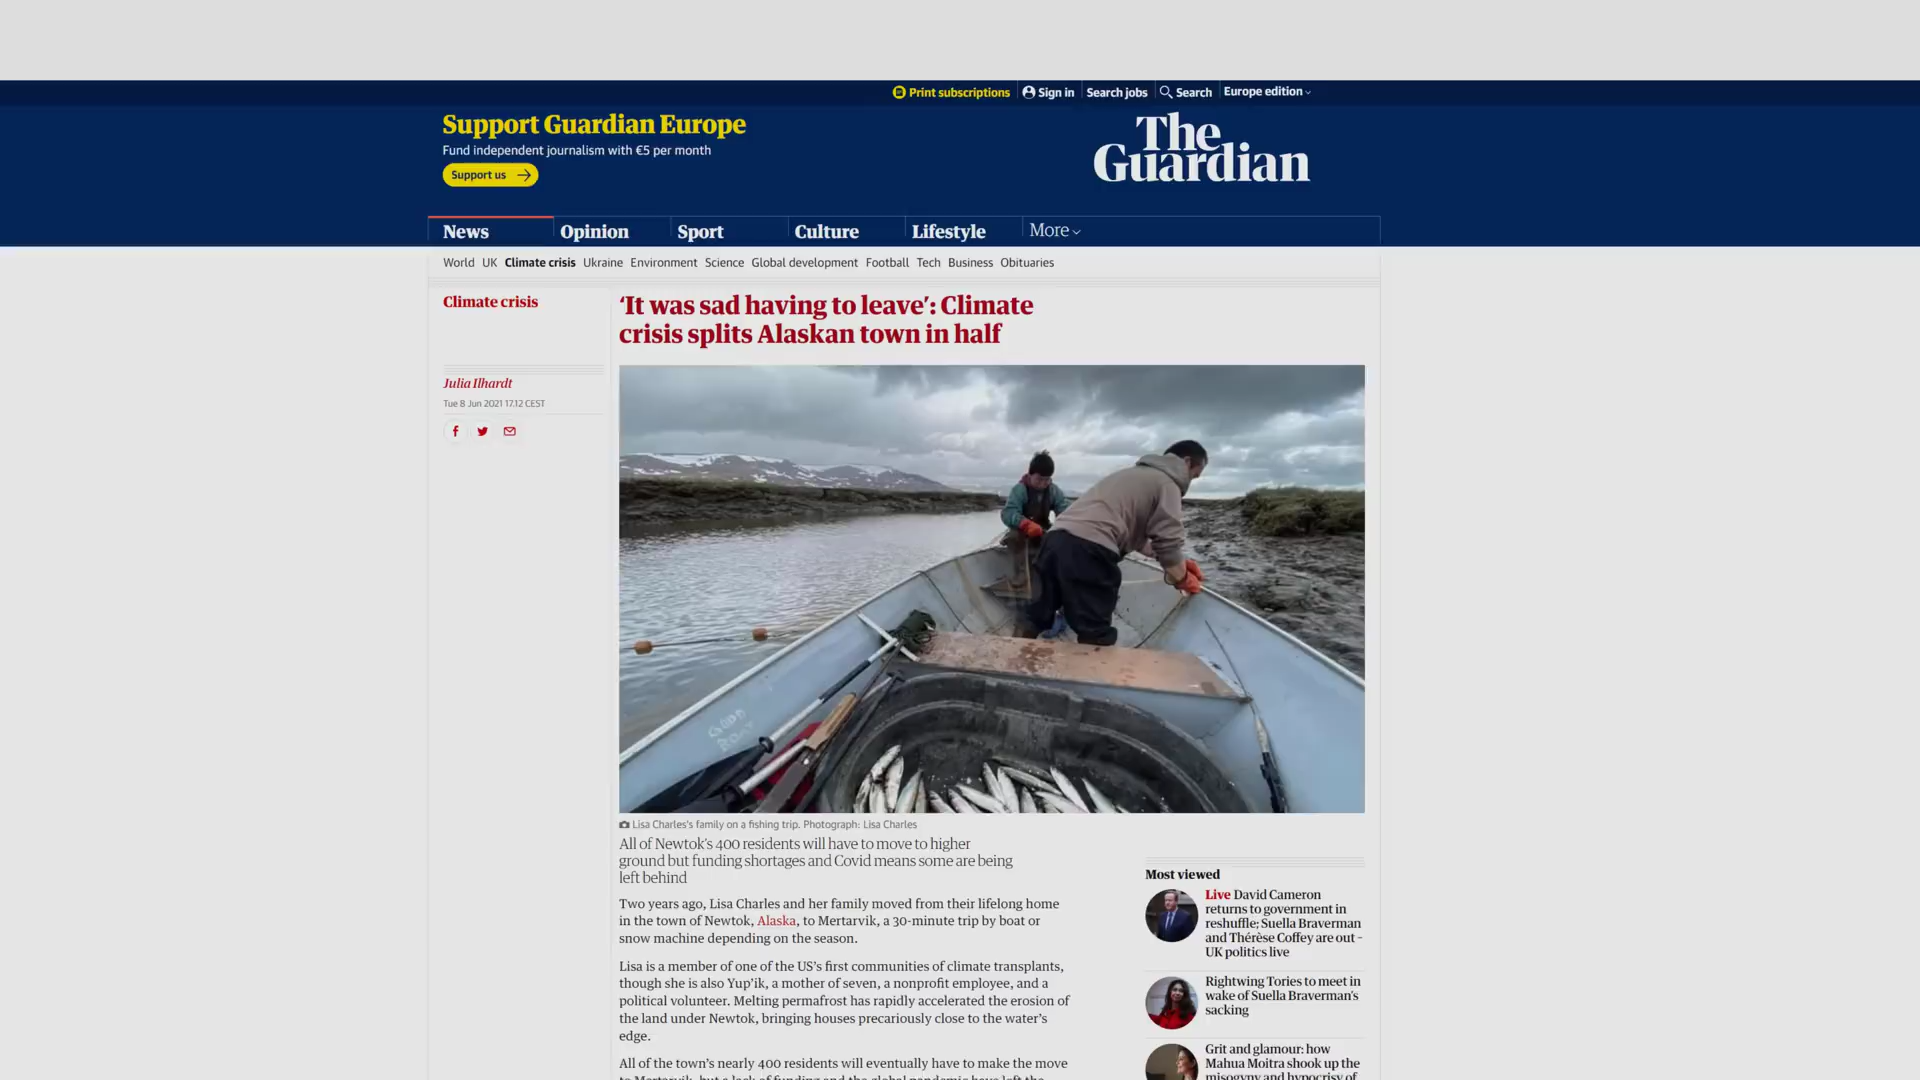 Print subscriptions Sign in Search jobs Search Europe edition
Support Guardian Europe
Fund independent journalism with €5 per month
Support us
The
Guardian
News Opinion Sport Culture Lifestyle More
World UK Climate crisis Ukraine Environment Science Global development Football Tech Business Obituaries
Climate crisis
‘It was sad having to leave’: Climate
crisis splits Alaskan town in half
Julia Ilhardt
Tue 8 Jun 2021 17.12 CEST
Lisa Charles's family on a fishing trip. Photograph: Lisa Charles
All of Newtok’s 400 residents will have to move to higher
ground but funding shortages and Covid means some are being
left behind
Two years ago, Lisa Charles and her family moved from their lifelong home
in the town of Newtok, Alaska, to Mertarvik, a 30-minute trip by boat or
snow machine depending on the season.
Lisa is a member of one of the US’s first communities of climate transplants,
though she is also Yup’ik, a mother of seven, a nonprofit employee, and a
political volunteer. Melting permafrost has rapidly accelerated the erosion of
the land under Newtok, bringing houses precariously close to the water’s
edge.
All of the town’s nearly 400 residents will eventually have to make the move
to Mertarvik, but a lack of funding and the global pandemic have left the
Most viewed
Live David Cameron
returns to government in
reshuffle; Suella Braverman
and Thérèse Coffey are out –
UK politics live
Rightwing Tories to meet in
wake of Suella Braverman’s
sacking
Grit and glamour: how
Mahua Moitra shook up the
misogyny and hypocrisy of